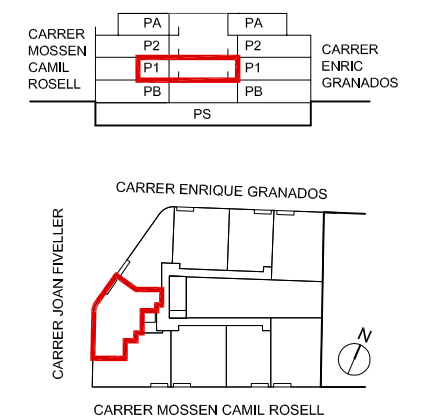 PA PA
CARRER
MOSSEN
CAMIL
ROSELL
P2 P2
P1 P1
PB PB
PS
CARRER
ENRIC
GRANADOS
CARRER ENRIQUE GRANADOS
CARRER JOAN FIVELLER
N
CARRER MOSSEN CAMIL ROSELL